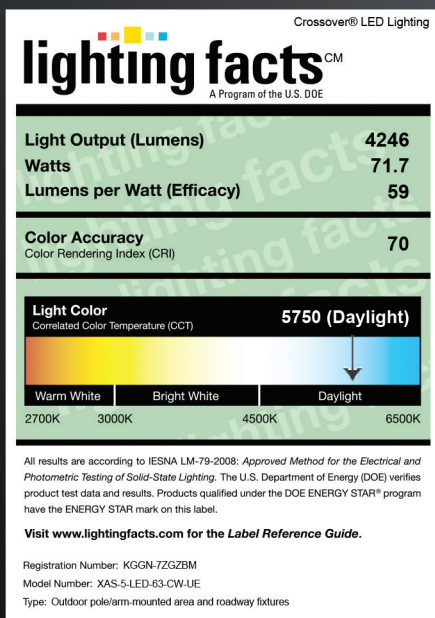 Crossover® LED Lighting
lighting facts CM
A Program of the U.S. DOE
Light Output (Lumens) 4246
Watts 71.7
Lumens per Watt (Efficacy) 59
Color Accuracy
Color Rendering Index (CRI) 70
Light Color
Correlated Color Temperature (CCT) 5750 (Daylight)
Warm White Bright White Daylight
2700K 3000K 4500K 6500K
All results are according to IESNA LM-79-2008: Approved Method for the Electrical and
Photometric Testing of Solid-State Lighting. The U.S. Department of Energy (DOE) verifies
product test data and results. Products qualified under the DOE ENERGY STAR® program
have the ENERGY STAR mark on this label.
Visit www.lightingfacts.com for the Label Reference Guide.
Registration Number: KGGN-7ZGZBM
Model Number: XAS-5-LED-63-CW-UE
Type: Outdoor pole/arm-mounted area and roadway fixtures